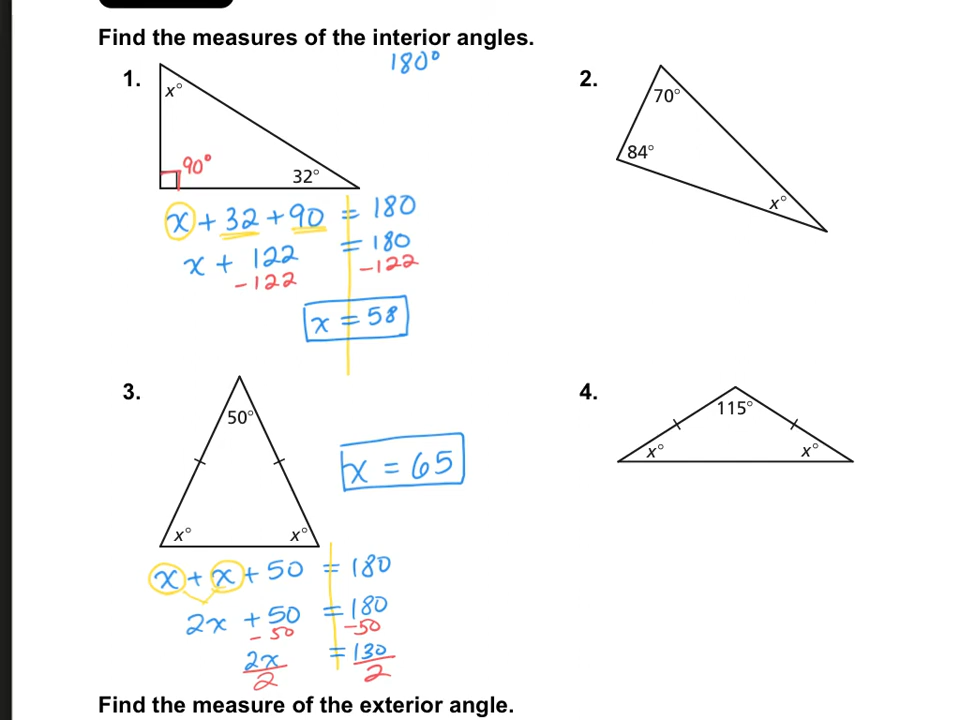 Find the measures of the interior angles.
180°
1.
x°
90°
32°
x + 32 + 90 = 180
x + 122 = 180
-122 -122
x = 58
2.
70°
84°
x°
3.
50°
x° x°
x = 65
x + x + 50 = 180
2x + 50 = 180
- 50 -50
2x = 130
2 2
4.
115°
x° x°
Find the measure of the exterior angle.